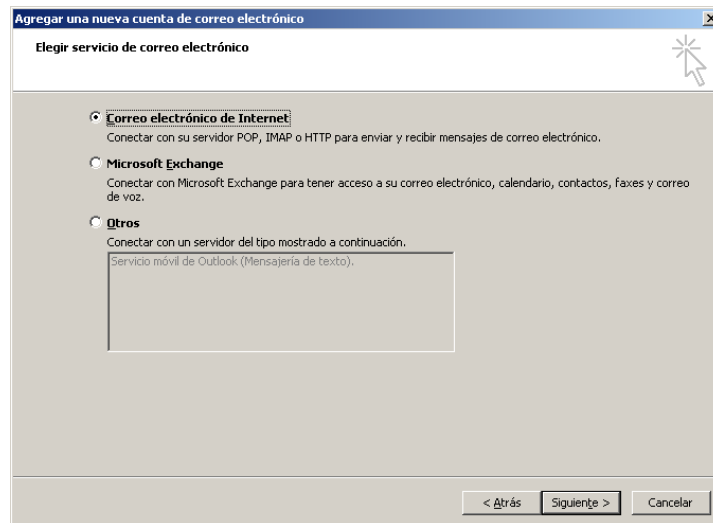 Agregar una nueva cuenta de correo electrónico
Elegir servicio de correo electrónico
Correo electrónico de Internet
Conectar con su servidor POP, IMAP o HTTP para enviar y recibir mensajes de correo electrónico.
Microsoft Exchange
Conectar con Microsoft Exchange para tener acceso a su correo electrónico, calendario, contactos, faxes y correo
de voz.
Otros
Conectar con un servidor del tipo mostrado a continuación.
Servicio móvil de Outlook (Mensajería de texto).
< Atrás Siguiente > Cancelar